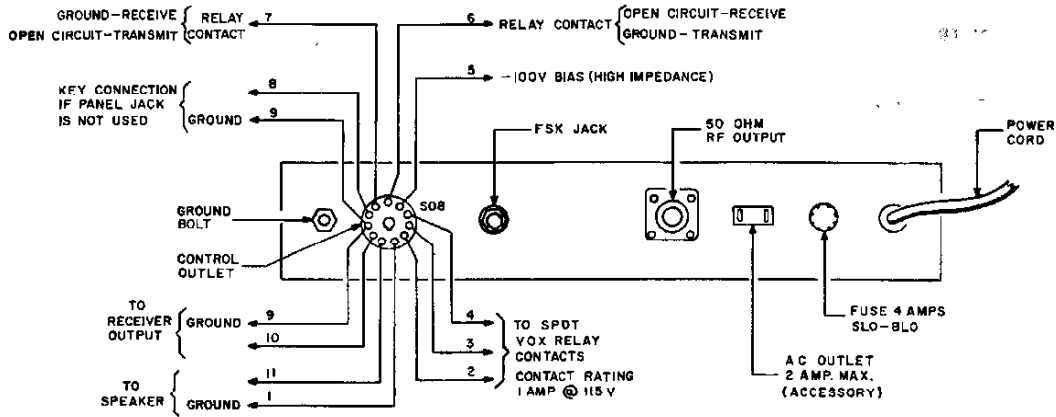 GROUND-RECEIVE
OPEN CIRCUIT-TRANSMIT
RELAY
CONTACT
7
6
RELAY CONTACT
OPEN CIRCUIT-RECEIVE
GROUND-TRANSMIT
5
-100V BIAS (HIGH IMPEDANCE)
KEY CONNECTION
IF PANEL JACK
IS NOT USED
8
GROUND
9
FSK JACK
50 OHM
RF OUTPUT
POWER
CORD
GROUND
BOLT
SO8
CONTROL
OUTLET
TO
RECEIVER
OUTPUT
GROUND
9
10
TO
SPEAKER
11
GROUND
1
4
3
2
TO SPDT
VOX RELAY
CONTACTS
CONTACT RATING
1 AMP @ 115V
AC OUTLET
2 AMP. MAX.
(ACCESSORY)
FUSE 4 AMPS
SLO-BLO